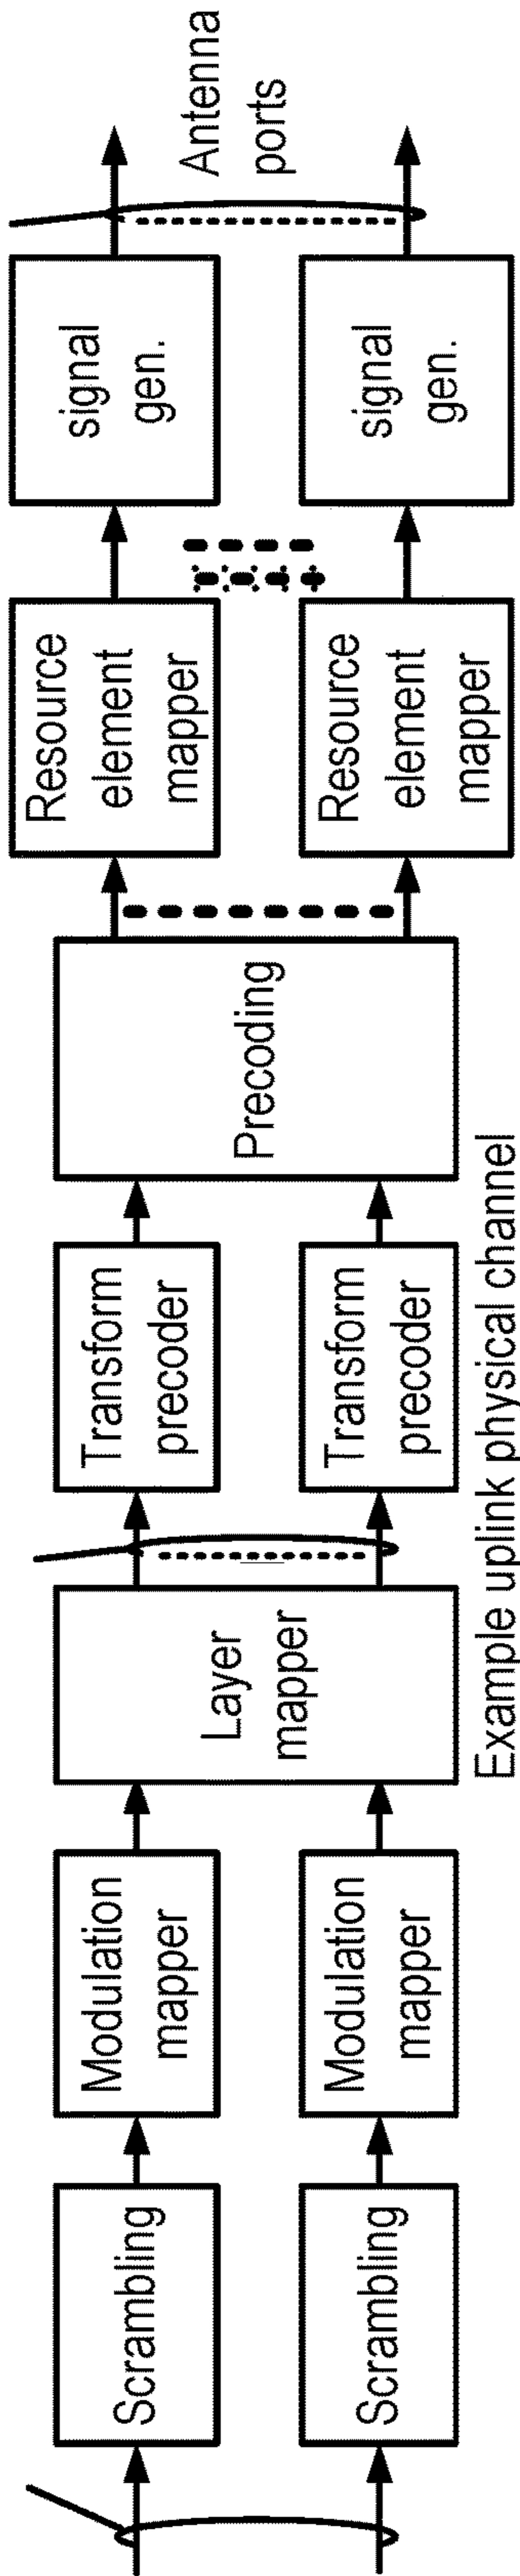 Scrambling
Modulation
mapper
Layer
mapper
Transform
precoder
Precoding
Resource
element
mapper
signal
gen.
Antenna
ports
Scrambling
Modulation
mapper
Transform
precoder
Resource
element
mapper
signal
gen.
Example uplink physical channel